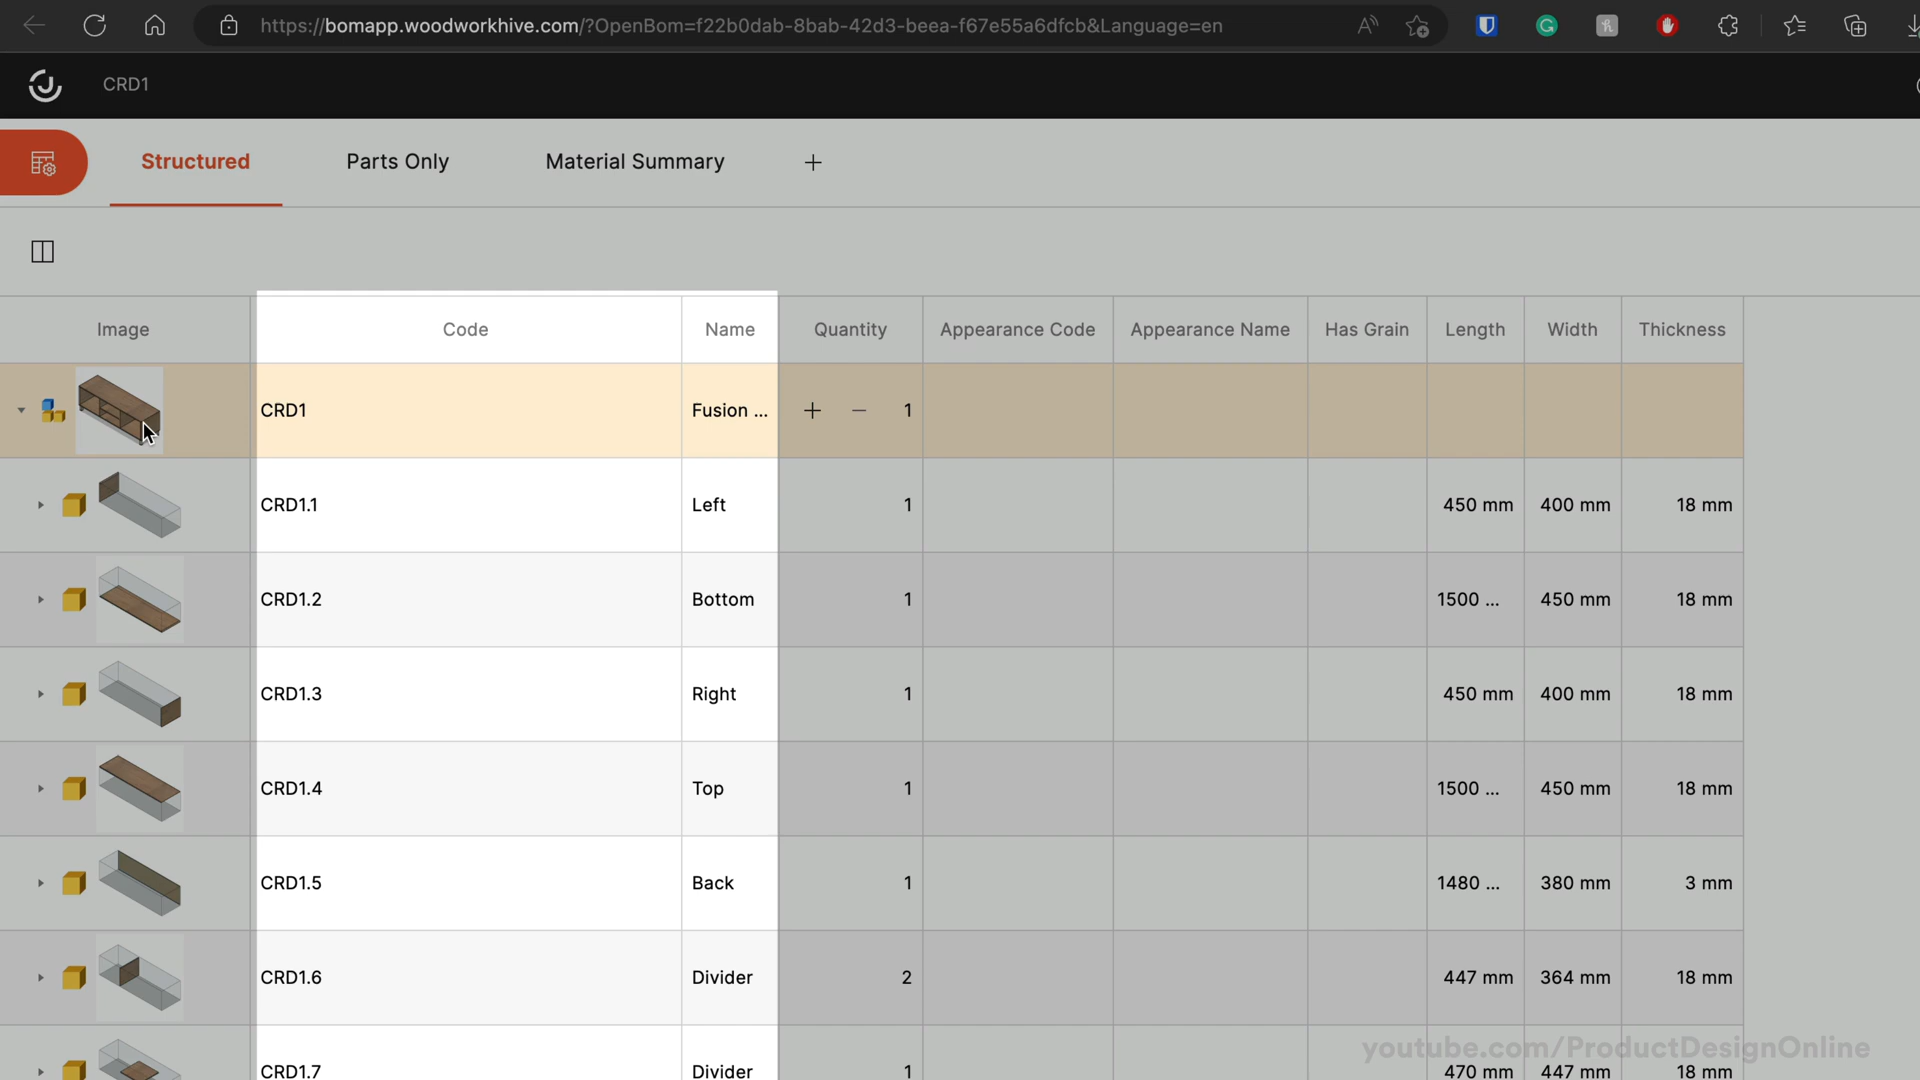 https://bomapp.woodworkhive.com/?OpenBom=f22b0dab-8bab-42d3-beea-f67e55a6dfcb&Language=en
CRD1
Structured Parts Only Material Summary +
Image Code Name Quantity Appearance Code Appearance Name Has Grain Length Width Thickness
CRD1 Fusion ... + − 1
CRD1.1 Left 1 450 mm 400 mm 18 mm
CRD1.2 Bottom 1 1500 ... 450 mm 18 mm
CRD1.3 Right 1 450 mm 400 mm 18 mm
CRD1.4 Top 1 1500 ... 450 mm 18 mm
CRD1.5 Back 1 1480 ... 380 mm 3 mm
CRD1.6 Divider 2 447 mm 364 mm 18 mm
youtube.com/ProductDesignOnline
CRD1.7 Divider 1 470 mm 447 mm 18 mm